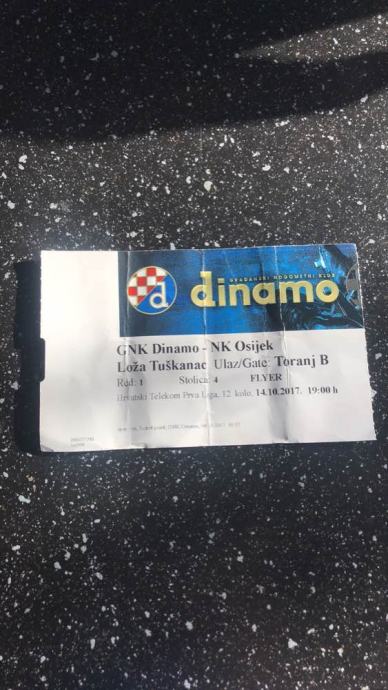 GRAĐANSKI NOGOMETNI KLUB
dinamo
GNK Dinamo - NK Osijek
Loža Tuškanac Ulaz/Gate: Toranj B
Red: 1 Stolica: 4 FLYER
Hrvatski Telekom Prva Liga, 12 kolo, 14.10.2017. 19:00 h